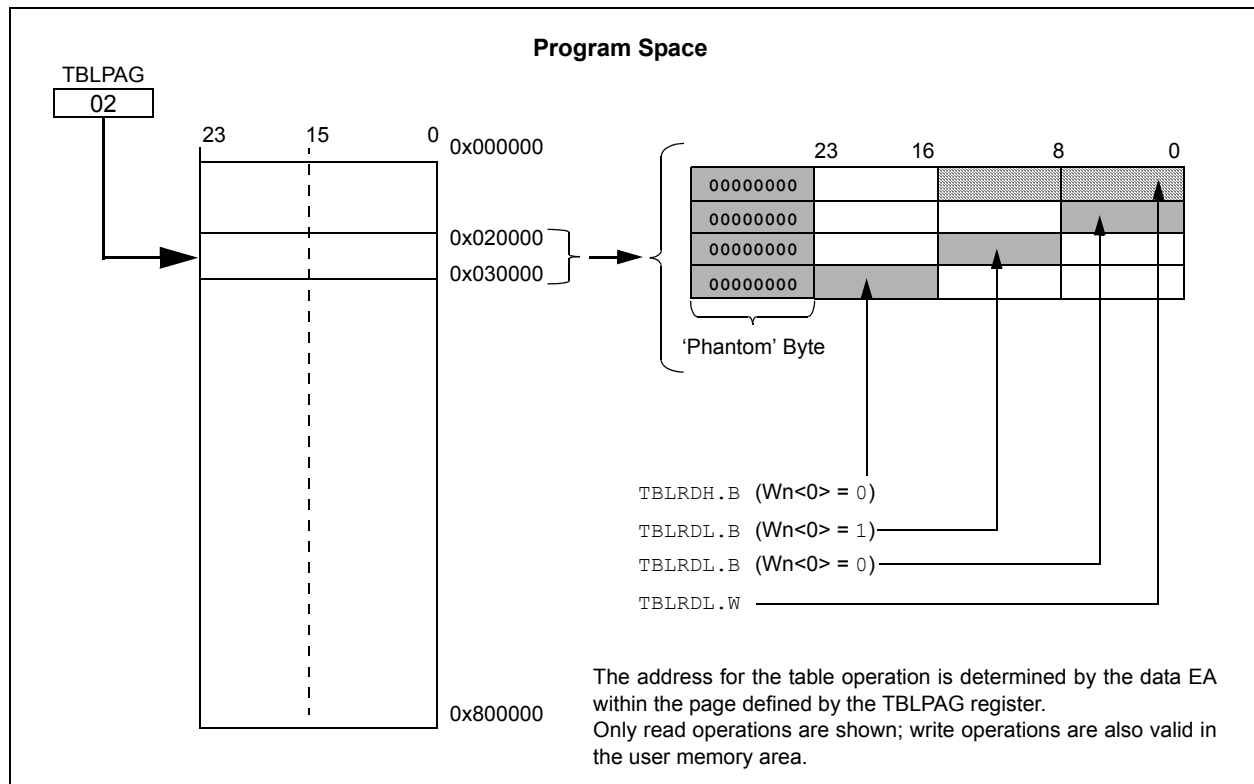 Program Space
TBLPAG
02
23 15 0
0x000000
0x020000
0x030000
0x800000
23 16 8 0
00000000
00000000
00000000
00000000
‘Phantom’ Byte
TBLRDH.B (Wn<0> = 0)
TBLRDL.B (Wn<0> = 1)
TBLRDL.B (Wn<0> = 0)
TBLRDL.W
The address for the table operation is determined by the data EA
within the page defined by the TBLPAG register.
Only read operations are shown; write operations are also valid in
the user memory area.